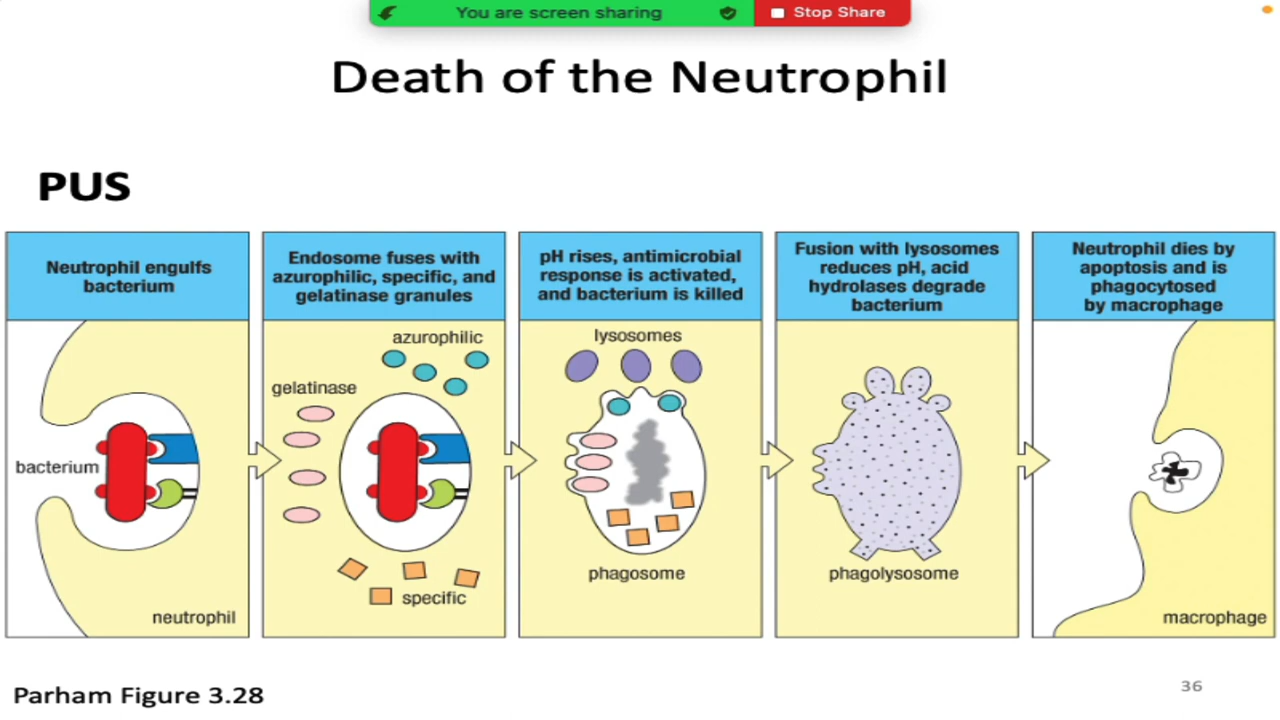 You are screen sharing
Stop Share
Death of the Neutrophil
PUS
Neutrophil engulfs
bacterium
bacterium
neutrophil
Endosome fuses with
azurophilic, specific, and
gelatinase granules
azurophilic
gelatinase
specific
pH rises, antimicrobial
response is activated,
and bacterium is killed
lysosomes
phagosome
Fusion with lysosomes
reduces pH, acid
hydrolases degrade
bacterium
phagolysosome
Neutrophil dies by
apoptosis and is
phagocytosed
by macrophage
macrophage
Parham Figure 3.28
36